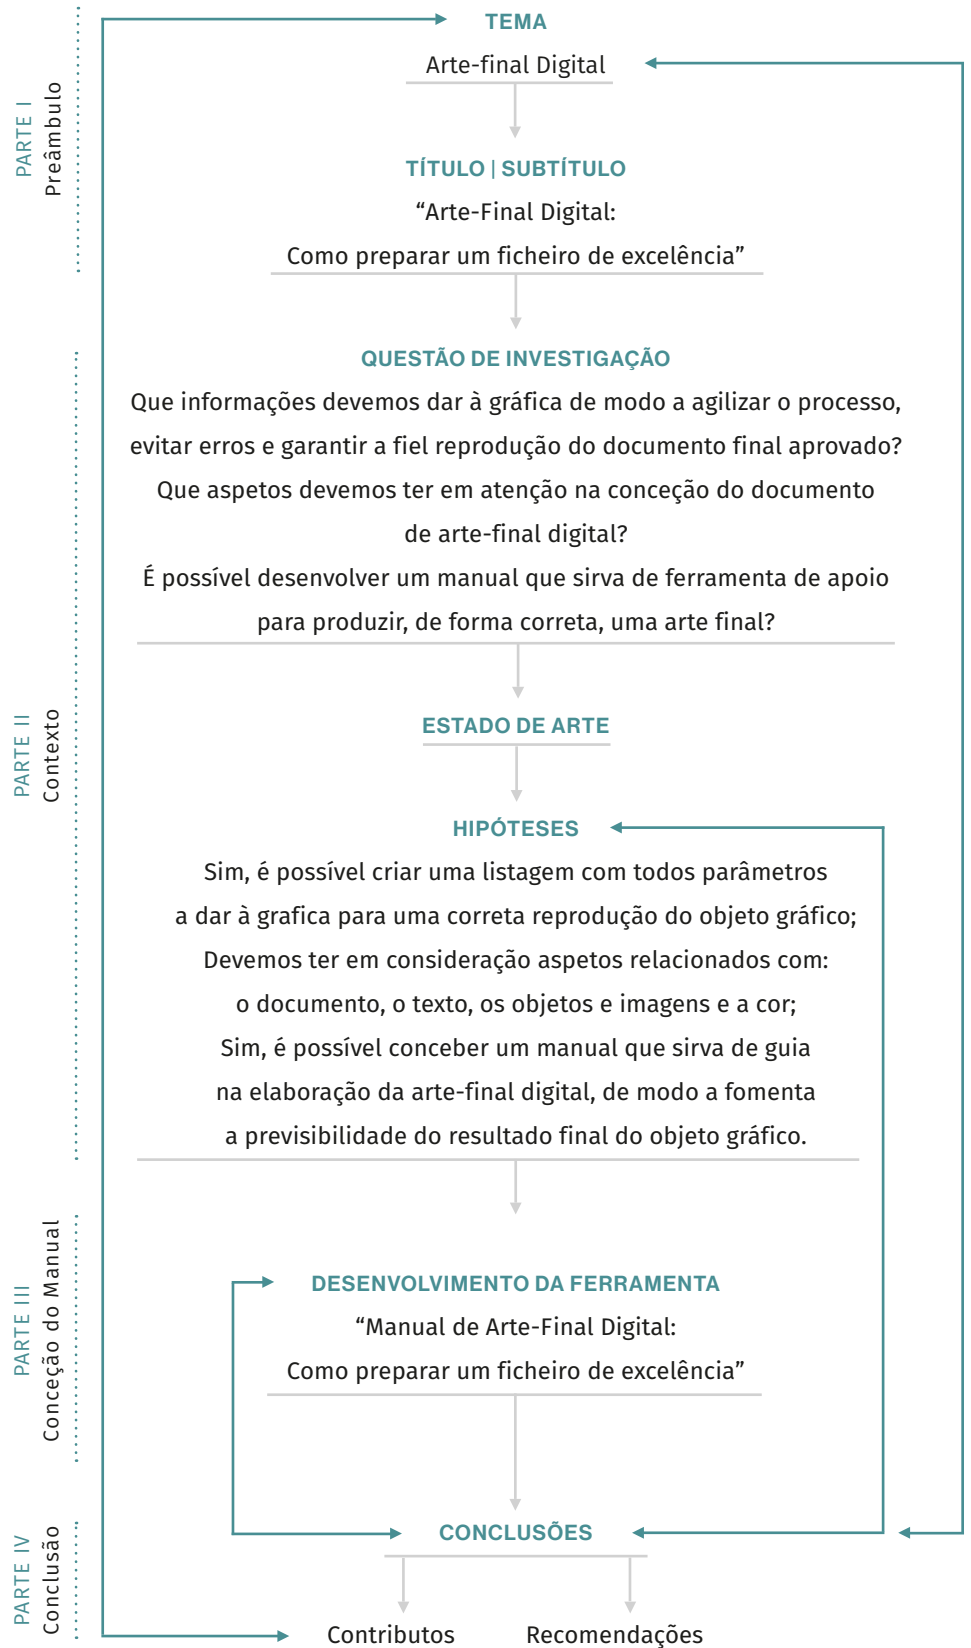 PARTE I
Preâmbulo
TEMA
Arte-final Digital
TÍTULO | SUBTÍTULO
“Arte-Final Digital:
Como preparar um ficheiro de excelência”
PARTE II
Contexto
QUESTÃO DE INVESTIGAÇÃO
Que informações devemos dar à gráfica de modo a agilizar o processo,
evitar erros e garantir a fiel reprodução do documento final aprovado?
Que aspetos devemos ter em atenção na conceção do documento
de arte-final digital?
É possível desenvolver um manual que sirva de ferramenta de apoio
para produzir, de forma correta, uma arte final?
ESTADO DE ARTE
HIPÓTESES
Sim, é possível criar uma listagem com todos parâmetros
a dar à grafica para uma correta reprodução do objeto gráfico;
Devemos ter em consideração aspetos relacionados com:
o documento, o texto, os objetos e imagens e a cor;
Sim, é possível conceber um manual que sirva de guia
na elaboração da arte-final digital, de modo a fomenta
a previsibilidade do resultado final do objeto gráfico.
PARTE III
Conceção do Manual
DESENVOLVIMENTO DA FERRAMENTA
“Manual de Arte-Final Digital:
Como preparar um ficheiro de excelência”
PARTE IV
Conclusão
CONCLUSÕES
Contributos
Recomendações